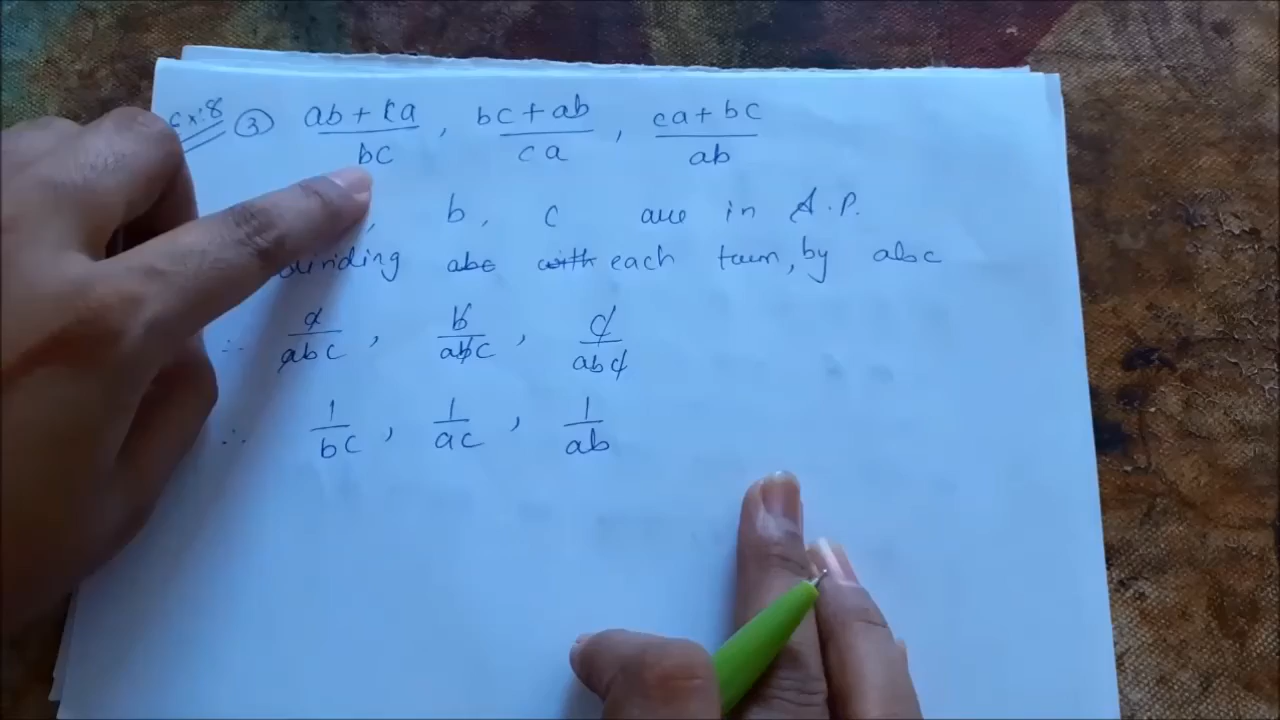 Ex:8 ③ ab + ca / bc , bc + ab / ca , ca + bc / ab
, b, c are in A.P.
abc with each term, by abc
∴ a / abc , b / abc , c / abc
∴ 1 / bc , 1 / ac , 1 / ab